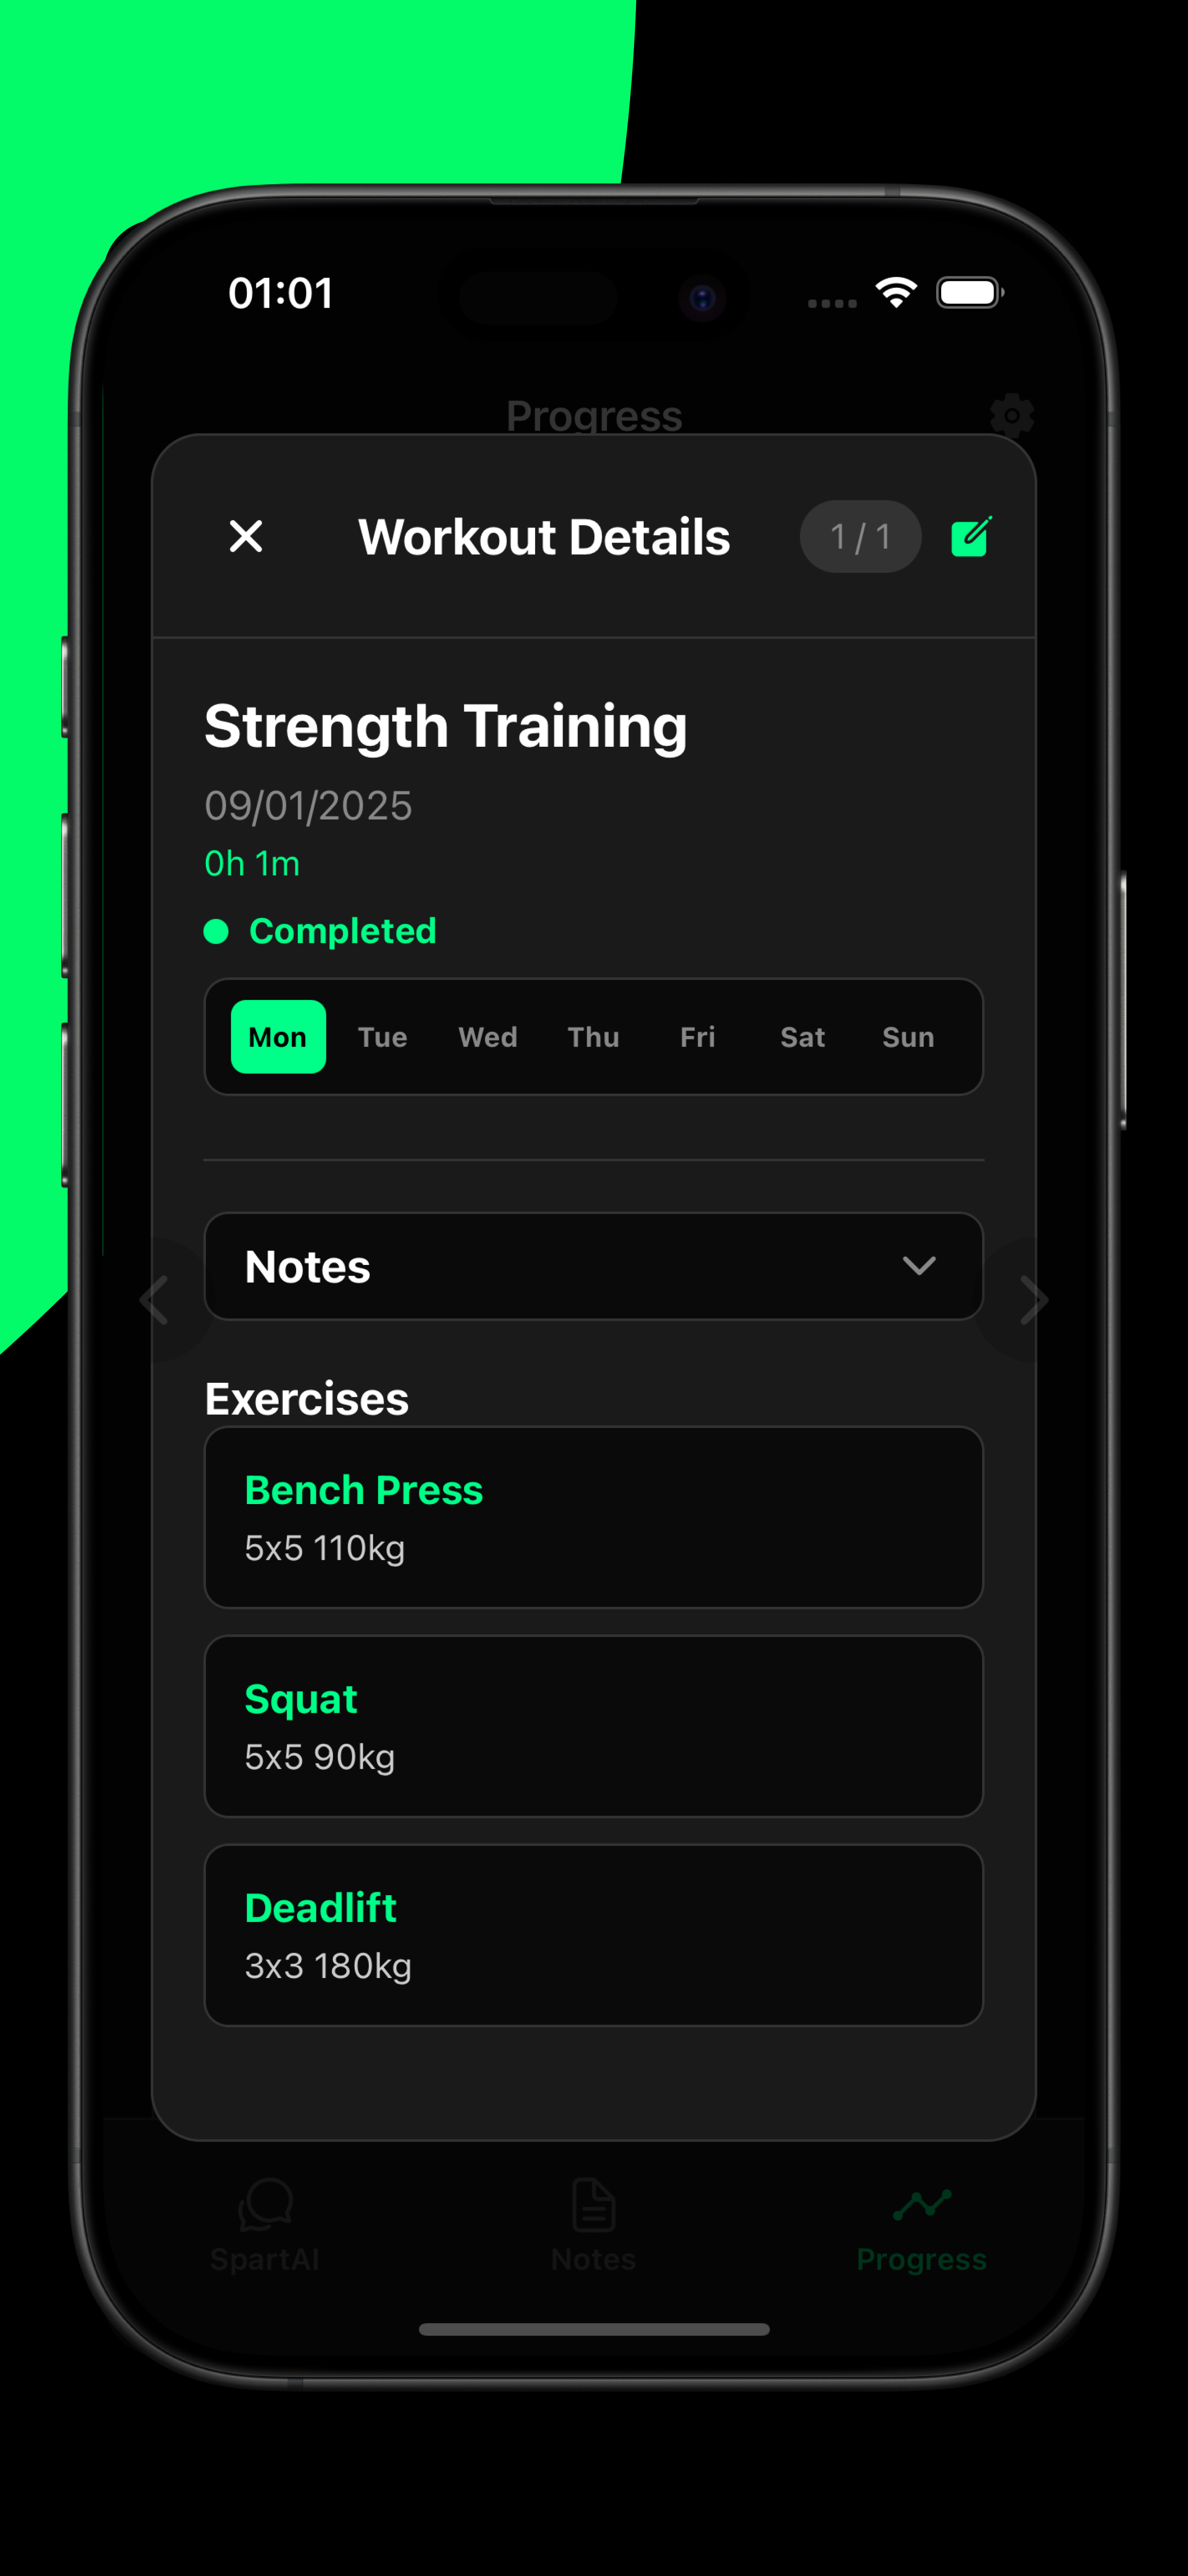 01:01
Progress
Workout Details
1 / 1
Strength Training
09/01/2025
0h 1m
Completed
Mon Tue Wed Thu Fri Sat Sun
Notes
Exercises
Bench Press
5x5 110kg
Squat
5x5 90kg
Deadlift
3x3 180kg
SpartAI Notes Progress